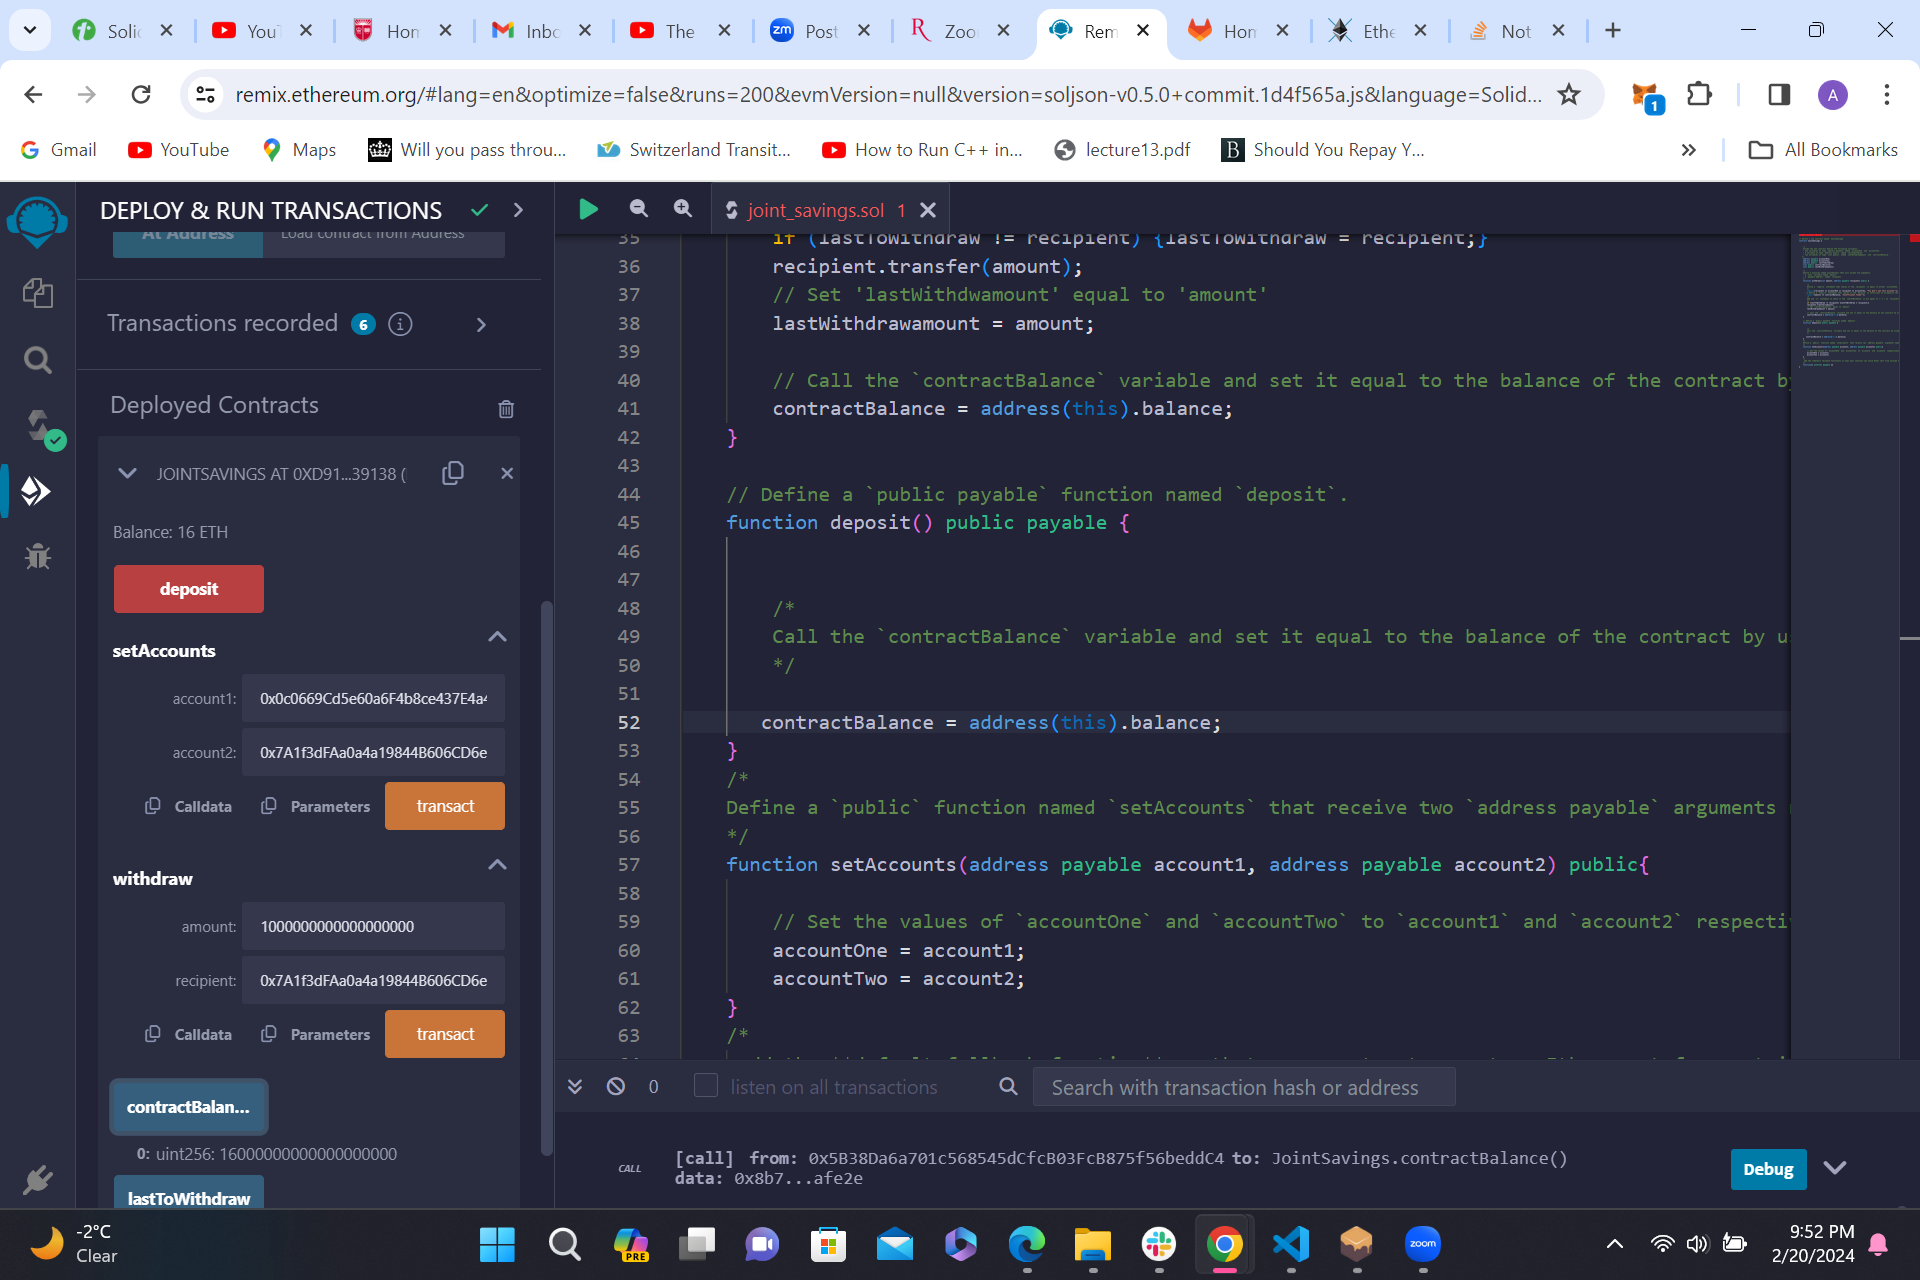 Solic
YouT
Hom
Inbo
The
zm
Post
Zoo
Rem
Hom
Ethe
Not
remix.ethereum.org/#lang=en&optimize=false&runs=200&evmVersion=null&version=soljson-v0.5.0+commit.1d4f565a.js&language=Solid...
1
A
Gmail
YouTube
Maps
Will you pass throu...
Switzerland Transit...
How to Run C++ in...
lecture13.pdf
B
Should You Repay Y...
All Bookmarks
DEPLOY & RUN TRANSACTIONS
At Address
Load contract from Address
Transactions recorded 6 i
Deployed Contracts
JOINTSAVINGS AT 0XD91...39138 (
Balance: 16 ETH
deposit
setAccounts
account1: 0x0c0669Cd5e60a6F4b8ce437E4a4
account2: 0x7A1f3dFAa0a4a19844B606CD6e
Calldata Parameters transact
withdraw
amount: 1000000000000000000
recipient: 0x7A1f3dFAa0a4a19844B606CD6e
Calldata Parameters transact
contractBalan...
0: uint256: 16000000000000000000
lastToWithdraw
joint_savings.sol 1
35 if (lastToWithdraw != recipient) {lastToWithdraw = recipient;}
36 recipient.transfer(amount);
37 // Set 'lastWithdwamount' equal to 'amount'
38 lastWithdrawamount = amount;
39
40 // Call the `contractBalance` variable and set it equal to the balance of the contract by
41 contractBalance = address(this).balance;
42 }
43
44 // Define a `public payable` function named `deposit`.
45 function deposit() public payable {
46
47
48 /*
49 Call the `contractBalance` variable and set it equal to the balance of the contract by u
50 */
51
52 contractBalance = address(this).balance;
53 }
54 /*
55 Define a `public` function named `setAccounts` that receive two `address payable` arguments
56 */
57 function setAccounts(address payable account1, address payable account2) public{
58
59 // Set the values of `accountOne` and `accountTwo` to `account1` and `account2` respecti
60 accountOne = account1;
61 accountTwo = account2;
62 }
63 /*
0
listen on all transactions
Search with transaction hash or address
CALL
[call] from: 0x5B38Da6a701c568545dCfcB03FcB875f56beddC4 to: JointSavings.contractBalance()
data: 0x8b7...afe2e
Debug
-2°C
Clear
PRE
zoom
9:52 PM
2/20/2024